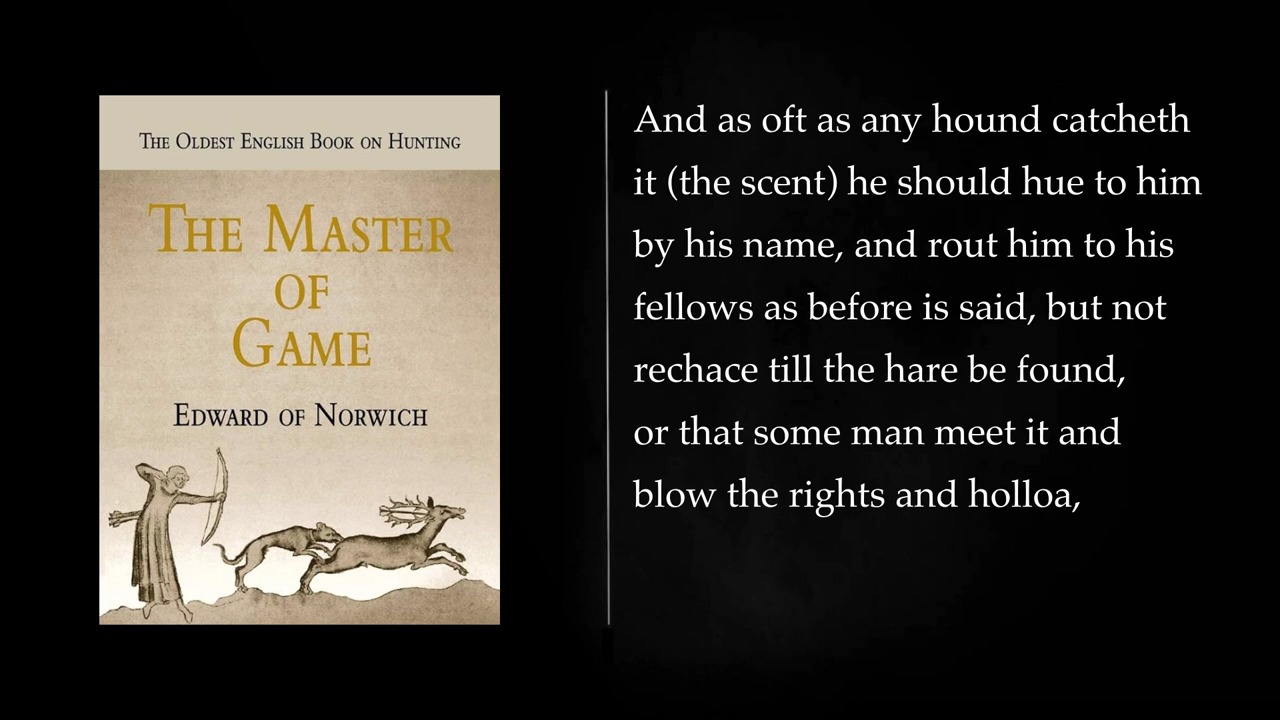 The Oldest English Book on Hunting
The Master
of
Game
Edward of Norwich
And as oft as any hound catcheth
it (the scent) he should hue to him
by his name, and rout him to his
fellows as before is said, but not
rechace till the hare be found,
or that some man meet it and
blow the rights and holloa,